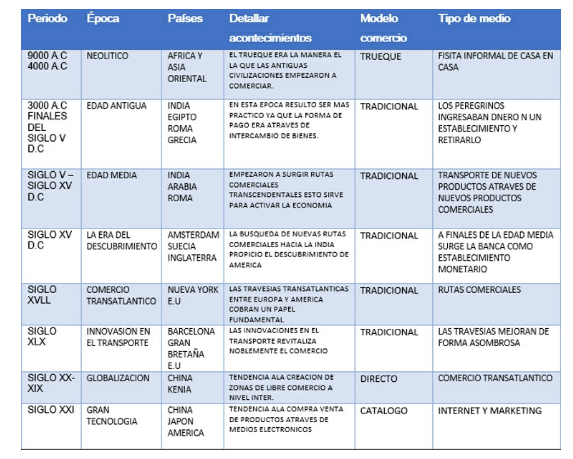 Periodo Época Países Detallar acontecimientos Modelo comercio Tipo de medio
9000 A.C 4000 A.C NEOLITICO AFRICA Y ASIA ORIENTAL EL TRUEQUE ERA LA MANERA EL LA QUE LAS ANTIGUAS CIVILIZACIONES EMPEZARON A COMERCIAR. TRUEQUE FISITA INFORMAL DE CASA EN CASA
3000 A.C FINALES DEL SIGLO V D.C EDAD ANTIGUA INDIA EGIPTO ROMA GRECIA EN ESTA EPOCA RESULTO SER MAS PRACTICO YA QUE LA FORMA DE PAGO ERA ATRAVES DE INTERCAMBIO DE BIENES. TRADICIONAL LOS PEREGRINOS INGRESABAN DNERO N UN ESTABLECIMIENTO Y RETIRARLO
SIGLO V – SIGLO XV D.C EDAD MEDIA INDIA ARABIA ROMA EMPEZARON A SURGIR RUTAS COMERCIALES TRANSCENDENTALES ESTO SIRVE PARA ACTIVAR LA ECONOMIA TRADICIONAL TRANSPORTE DE NUEVOS PRODUCTOS ATRAVES DE NUEVOS PRODUCTOS COMERCIALES
SIGLO XV D.C LA ERA DEL DESCUBRIMIENTO AMSTERDAM SUECIA INGLATERRA LA BUSQUEDA DE NUEVAS RUTAS COMERCIALES HACIA LA INDIA PROPICIO EL DESCUBRIMIENTO DE AMERICA TRADICIONAL A FINALES DE LA EDAD MEDIA SURGE LA BANCA COMO ESTABLECIMIENTO MONETARIO
SIGLO XVLL COMERCIO TRANSATLANTICO NUEVA YORK E.U LAS TRAVESIAS TRANSATLANTICAS ENTRE EUROPA Y AMERICA COBRAN UN PAPEL FUNDAMENTAL TRADICIONAL RUTAS COMERCIALES
SIGLO XLX INNOVASION EN EL TRANSPORTE BARCELONA GRAN BRETAÑA E.U LAS INNOVACIONES EN EL TRANSPORTE REVITALIZA NOBLEMENTE EL COMERCIO TRADICIONAL LAS TRAVESIAS MEJORAN DE FORMA ASOMBROSA
SIGLO XX-XIX GLOBALIZACION CHINA KENIA TENDENCIA ALA CREACION DE ZONAS DE LIBRE COMERCIO A NIVEL INTER. DIRECTO COMERCIO TRANSATLANTICO
SIGLO XXI GRAN TECNOLOGIA CHINA JAPON AMERICA TENDENCIA ALA COMPRA VENTA DE PRODUCTOS ATRAVES DE MEDIOS ELECTRONICOS CATALOGO INTERNET Y MARKETING